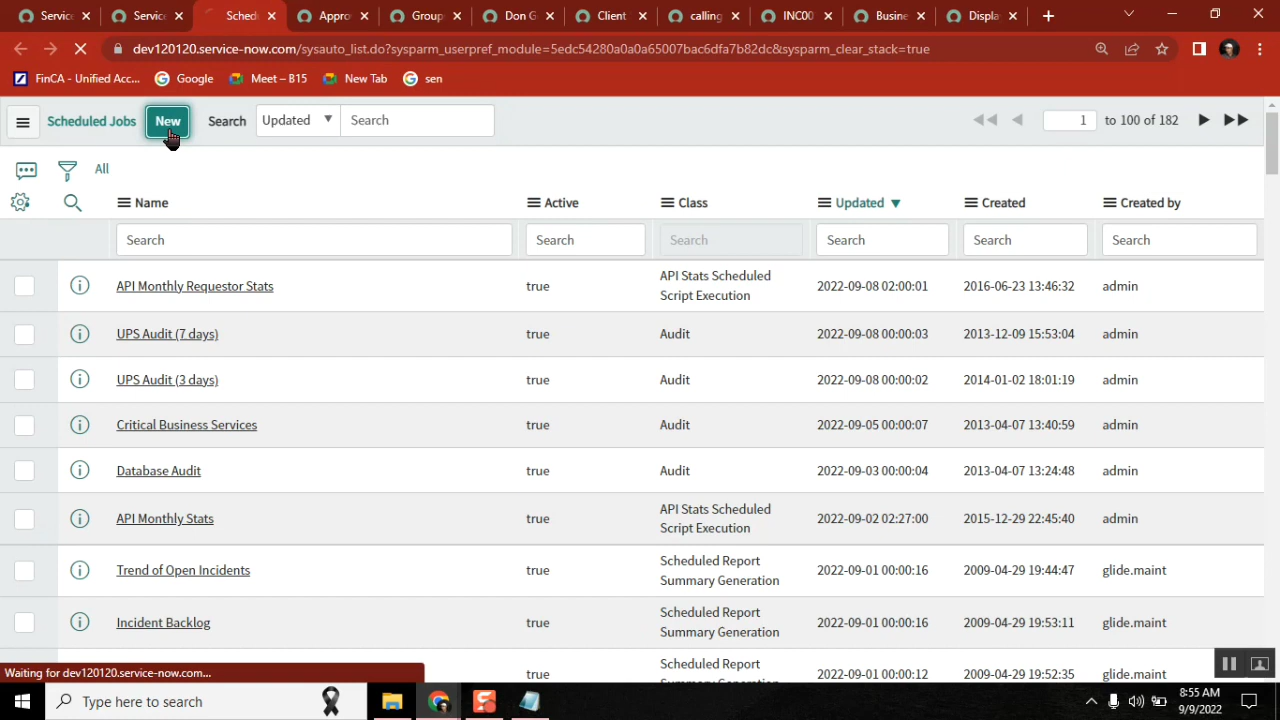 Servic
Servic
Sched
Appro
Group
Don G
Client
calling
INC00
Busine
Displa
dev120120.service-now.com/sysauto_list.do?sysparm_userpref_module=5edc54280a0a0a65007bac6dfa7b82dc&sysparm_clear_stack=true
FinCA - Unified Acc...
Google
Meet – B15
New Tab
sen
Scheduled Jobs
New
Search
Updated
Search
1
to 100 of 182
All
Name
Active
Class
Updated
Created
Created by
Search
Search
Search
Search
Search
Search
API Monthly Requestor Stats true API Stats Scheduled 2022-09-08 02:00:01 2016-06-23 13:46:32 admin
Script Execution
UPS Audit (7 days) true Audit 2022-09-08 00:00:03 2013-12-09 15:53:04 admin
UPS Audit (3 days) true Audit 2022-09-08 00:00:02 2014-01-02 18:01:19 admin
Critical Business Services true Audit 2022-09-05 00:00:07 2013-04-07 13:40:59 admin
Database Audit true Audit 2022-09-03 00:00:04 2013-04-07 13:24:48 admin
API Monthly Stats true API Stats Scheduled 2022-09-02 02:27:00 2015-12-29 22:45:40 admin
Script Execution
Trend of Open Incidents true Scheduled Report 2022-09-01 00:00:16 2009-04-29 19:44:47 glide.maint
Summary Generation
Incident Backlog true Scheduled Report 2022-09-01 00:00:16 2009-04-29 19:53:11 glide.maint
Summary Generation
true Scheduled Report 2022-09-01 00:00:12 2009-04-29 19:52:35 glide.maint
Waiting for dev120120.service-now.com...
Type here to search
8:55 AM
9/9/2022